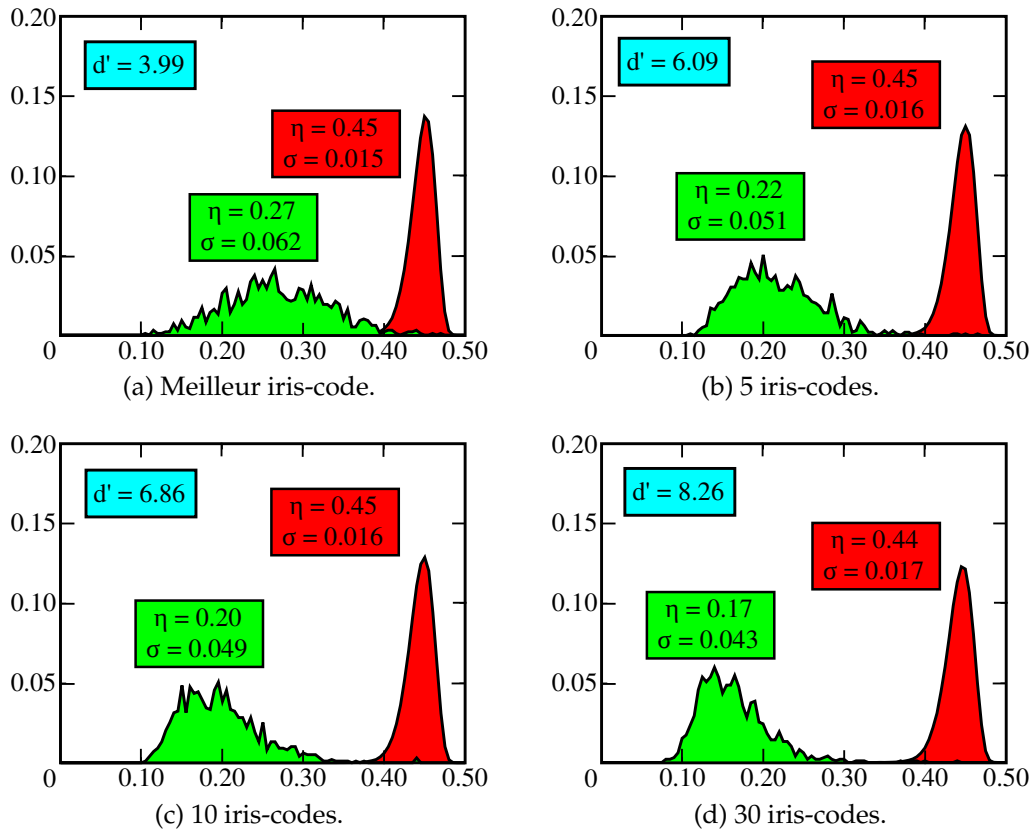 0.20
d' = 3.99
0.15
η = 0.45
σ = 0.015
0.10
η = 0.27
σ = 0.062
0.05
0 0.10 0.20 0.30 0.40 0.50
(a) Meilleur iris-code.
0.20
d' = 6.09
η = 0.45
σ = 0.016
0.15
0.10
η = 0.22
σ = 0.051
0.05
0 0.10 0.20 0.30 0.40 0.50
(b) 5 iris-codes.
0.20
d' = 6.86
η = 0.45
σ = 0.016
0.15
0.10
η = 0.20
σ = 0.049
0.05
0 0.10 0.20 0.30 0.40 0.50
(c) 10 iris-codes.
0.20
d' = 8.26
0.15
η = 0.44
σ = 0.017
0.10
η = 0.17
σ = 0.043
0.05
0 0.10 0.20 0.30 0.40 0.50
(d) 30 iris-codes.